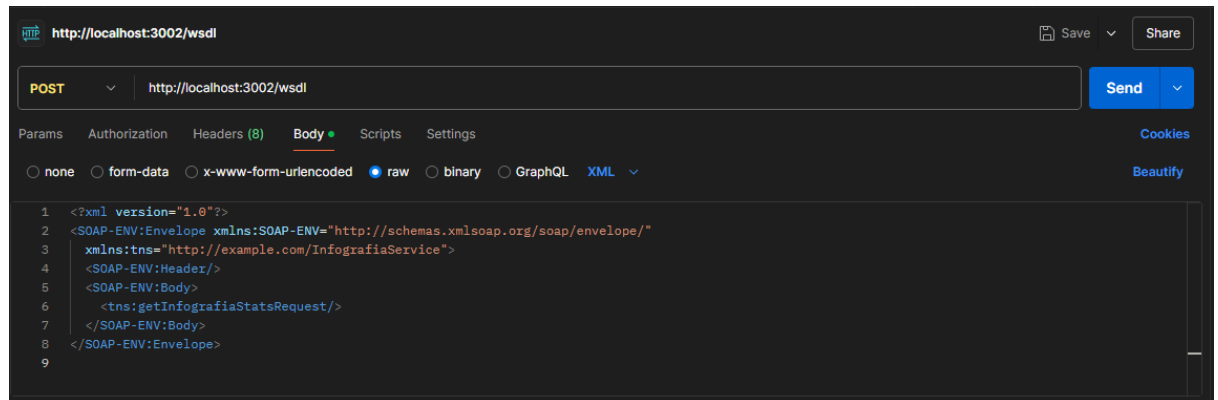 HTTP http://localhost:3002/wsdl Save Share
POST http://localhost:3002/wsdl Send
Params Authorization Headers (8) Body Scripts Settings Cookies
none form-data x-www-form-urlencoded raw binary GraphQL XML Beautify
1 <?xml version="1.0"?>
2 <SOAP-ENV:Envelope xmlns:SOAP-ENV="http://schemas.xmlsoap.org/soap/envelope/"
3 xmlns:tns="http://example.com/InfografiaService">
4 <SOAP-ENV:Header/>
5 <SOAP-ENV:Body>
6 <tns:getInfografiaStatsRequest/>
7 </SOAP-ENV:Body>
8 </SOAP-ENV:Envelope>
9